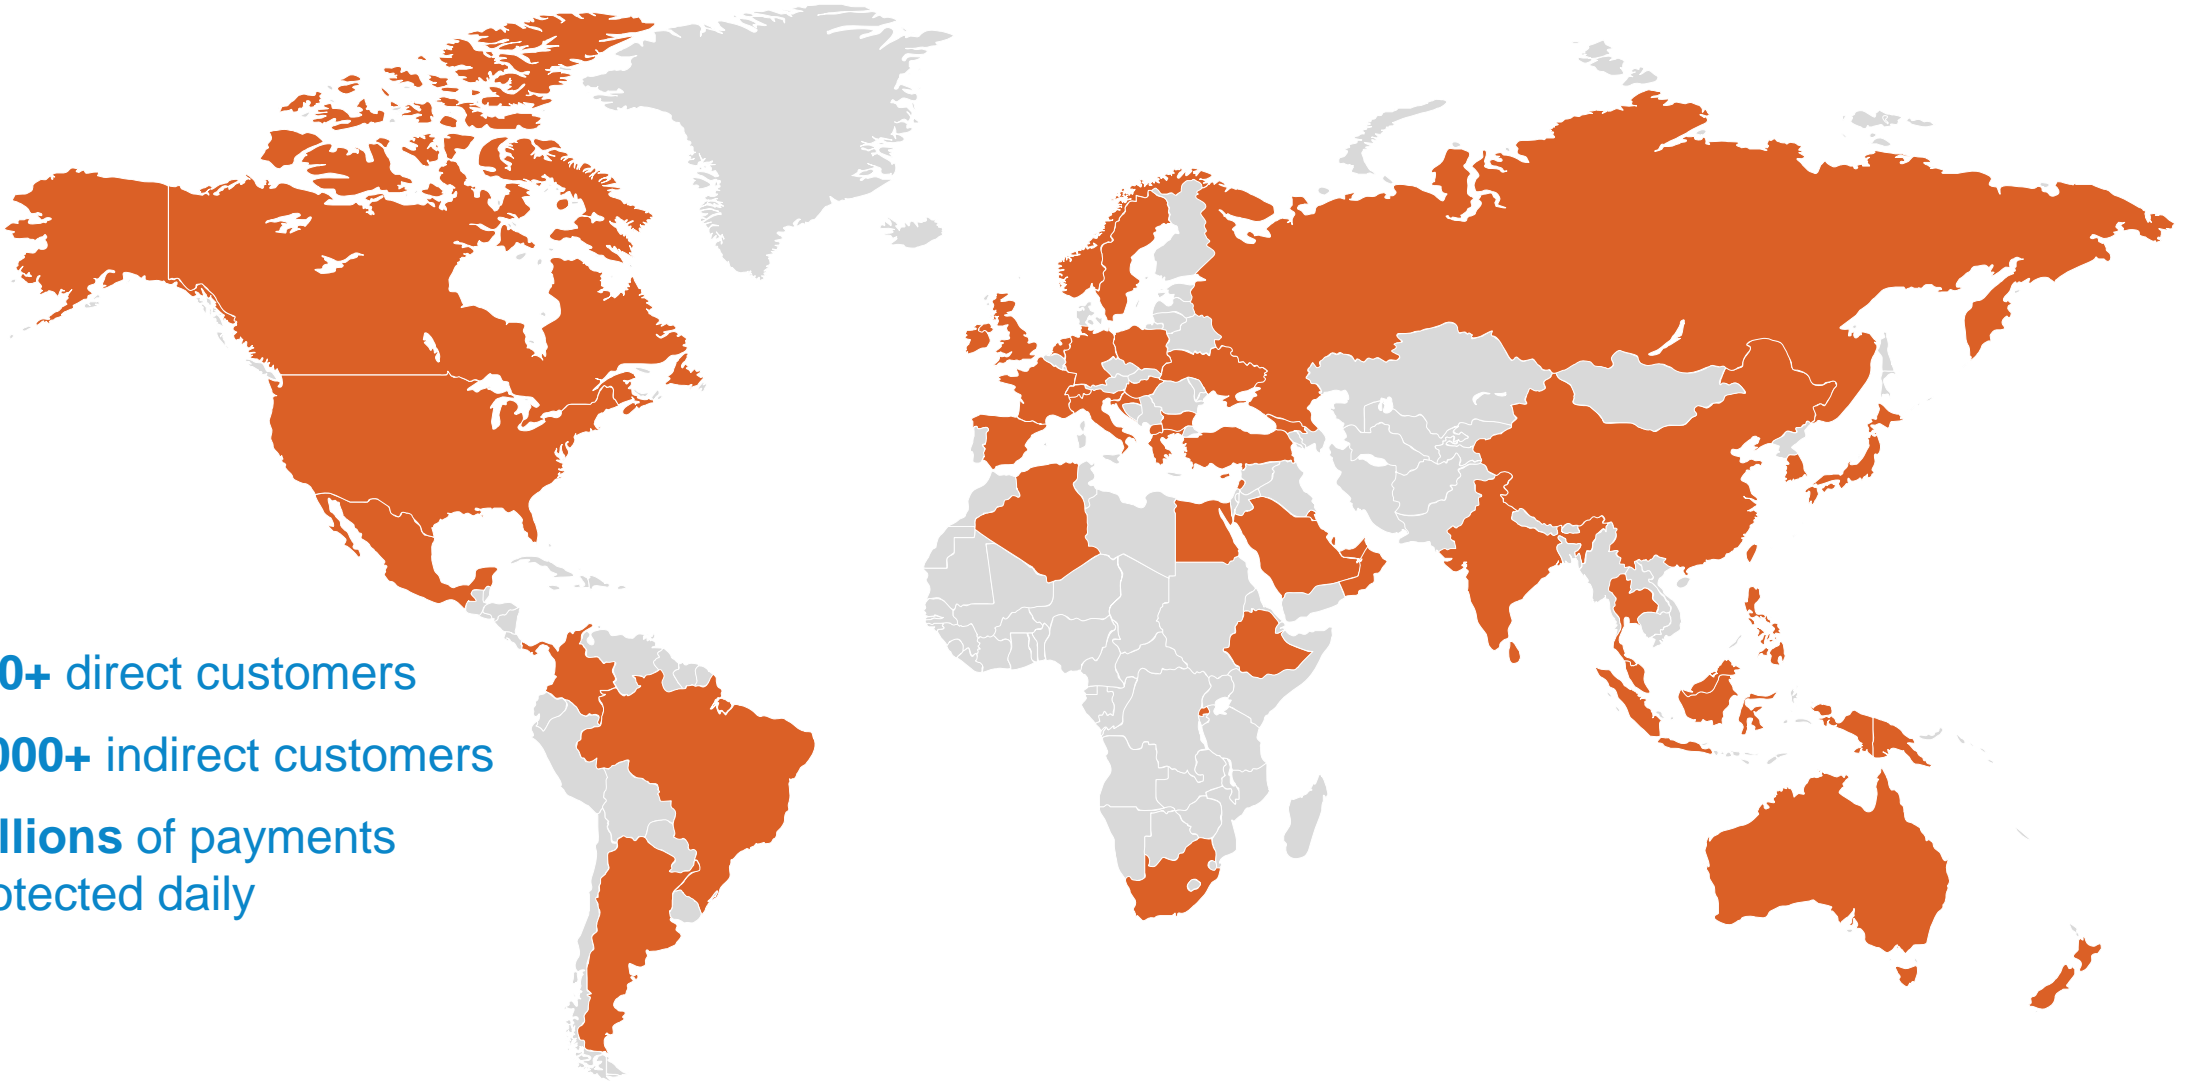 0+ direct customers
000+ indirect customers
llions of payments
otected daily